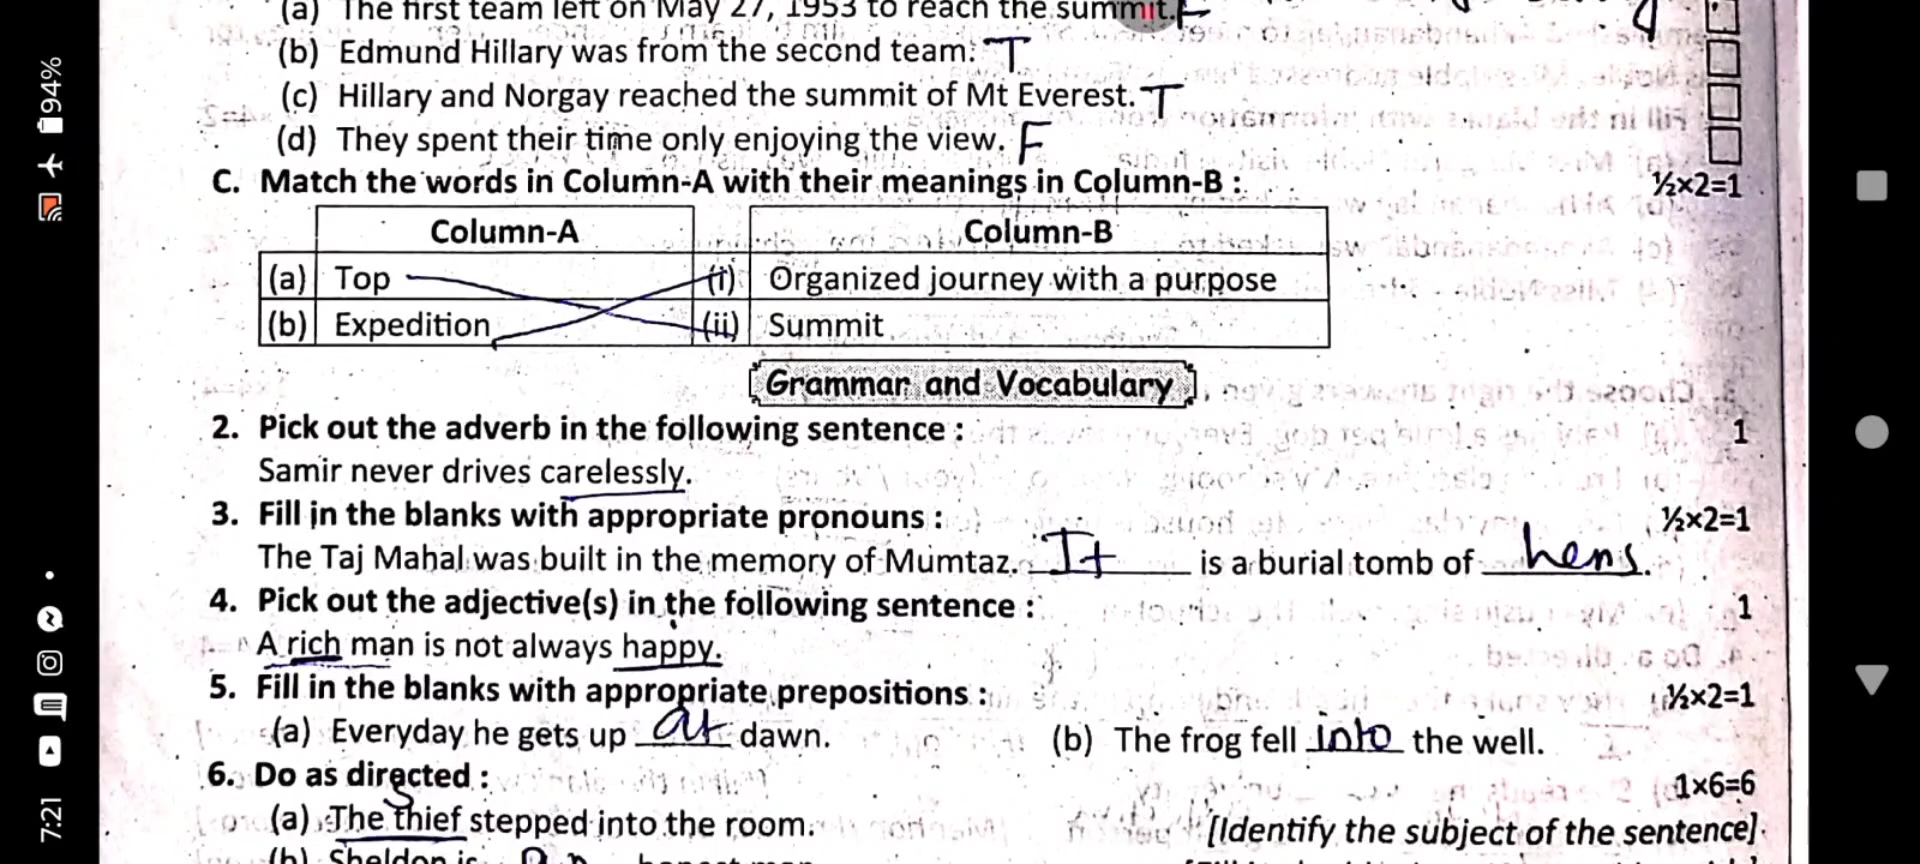 (a) The first team left on May 27, 1953 to reach the summit. F
(b) Edmund Hillary was from the second team. T
(c) Hillary and Norgay reached the summit of Mt Everest. T
(d) They spent their time only enjoying the view. F
C. Match the words in Column-A with their meanings in Column-B : ½×2=1
Column-A Column-B
(a) Top (i) Organized journey with a purpose
(b) Expedition (ii) Summit
Grammar and Vocabulary
2. Pick out the adverb in the following sentence : 1
Samir never drives carelessly.
3. Fill in the blanks with appropriate pronouns : ½×2=1
The Taj Mahal was built in the memory of Mumtaz. It is a burial tomb of hers.
4. Pick out the adjective(s) in the following sentence : 1
A rich man is not always happy.
5. Fill in the blanks with appropriate prepositions : ½×2=1
(a) Everyday he gets up at dawn. (b) The frog fell into the well.
6. Do as directed : 1×6=6
S
(a) The thief stepped into the room. [Identify the subject of the sentence]
(b) Sheldon is an honest man.
94%
7:21